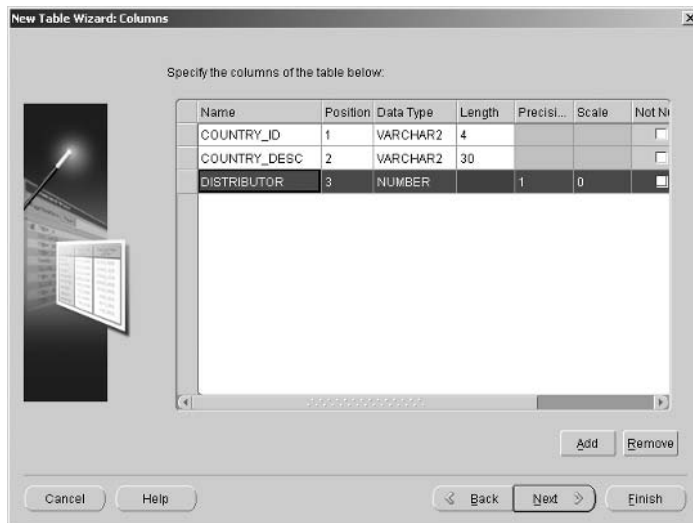 New Table Wizard: Columns
Specify the columns of the table below:
Name Position Data Type Length Precisi... Scale Not Nu
COUNTRY_ID 1 VARCHAR2 4
COUNTRY_DESC 2 VARCHAR2 30
DISTRIBUTOR 3 NUMBER 1 0
Add Remove
Cancel Help Back Next Finish